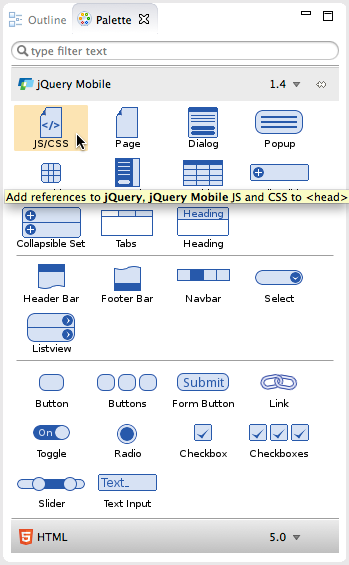 Outline Palette
type filter text
jQuery Mobile 1.4
</>
JS/CSS Page Dialog Popup
Add references to jQuery, jQuery Mobile JS and CSS to <head>
Heading
Collapsible Set Tabs Heading
Header Bar Footer Bar Navbar Select
Listview
Submit
Button Buttons Form Button Link
On
Toggle Radio Checkbox Checkboxes
Text_
Slider Text Input
HTML 5.0